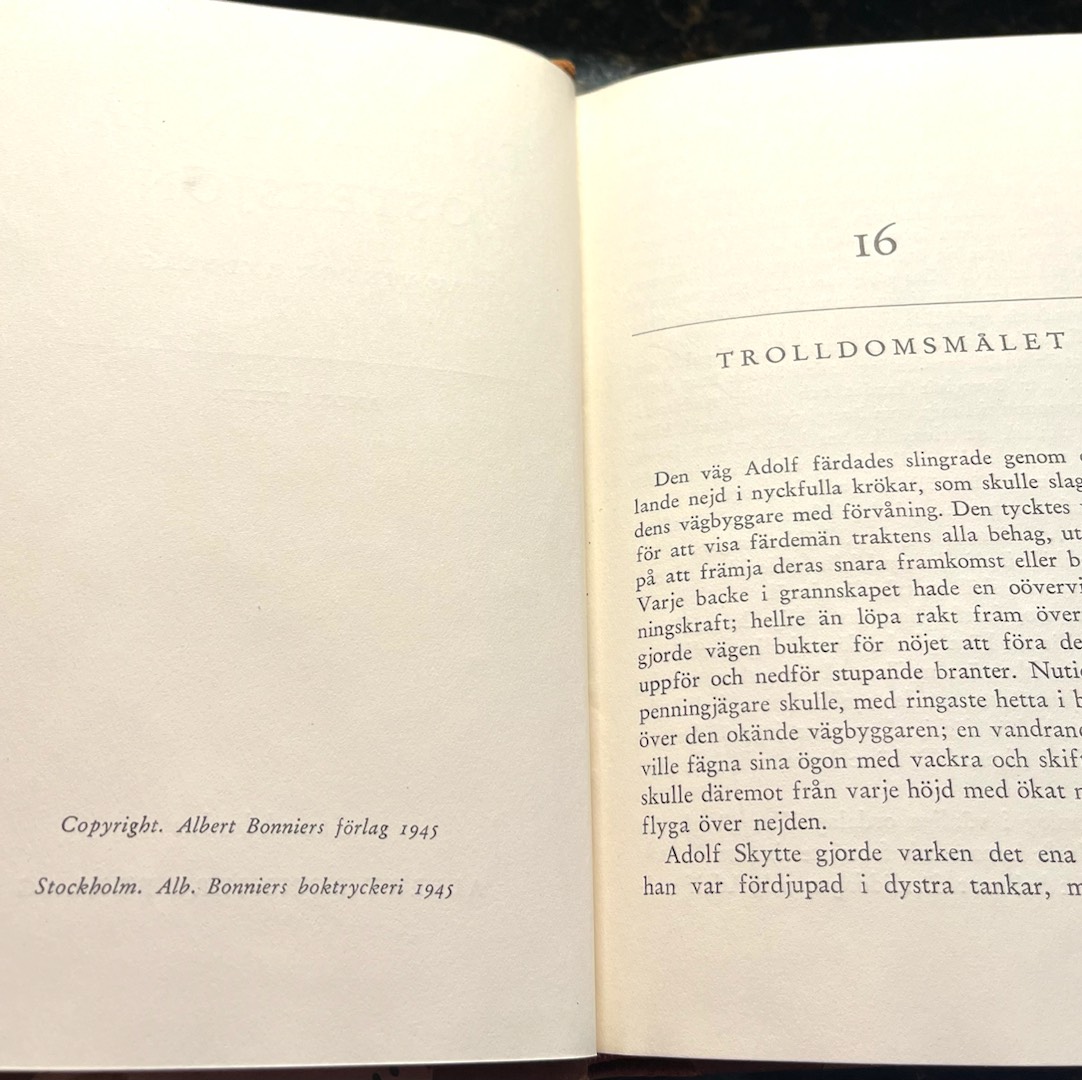 Copyright. Albert Bonniers förlag 1945
Stockholm. Alb. Bonniers boktryckeri 1945
16
TROLLDOMSMÅLET
Den väg Adolf färdades slingrade genom
lande nejd i nyckfulla krökar, som skulle slag
dens vägbyggare med förvåning. Den tycktes
för att visa färdemän traktens alla behag, ut
på att främja deras snara framkomst eller b
Varje backe i grannskapet hade en oövervi
ningskraft; hellre än löpa rakt fram över
gjorde vägen bukter för nöjet att föra de
uppför och nedför stupande branter. Nutid
penningjägare skulle, med ringaste hetta i b
över den okände vägbyggaren; en vandrand
ville fägna sina ögon med vackra och skif
skulle däremot från varje höjd med ökat
flyga över nejden.
Adolf Skytte gjorde varken det ena
han var fördjupad i dystra tankar, m